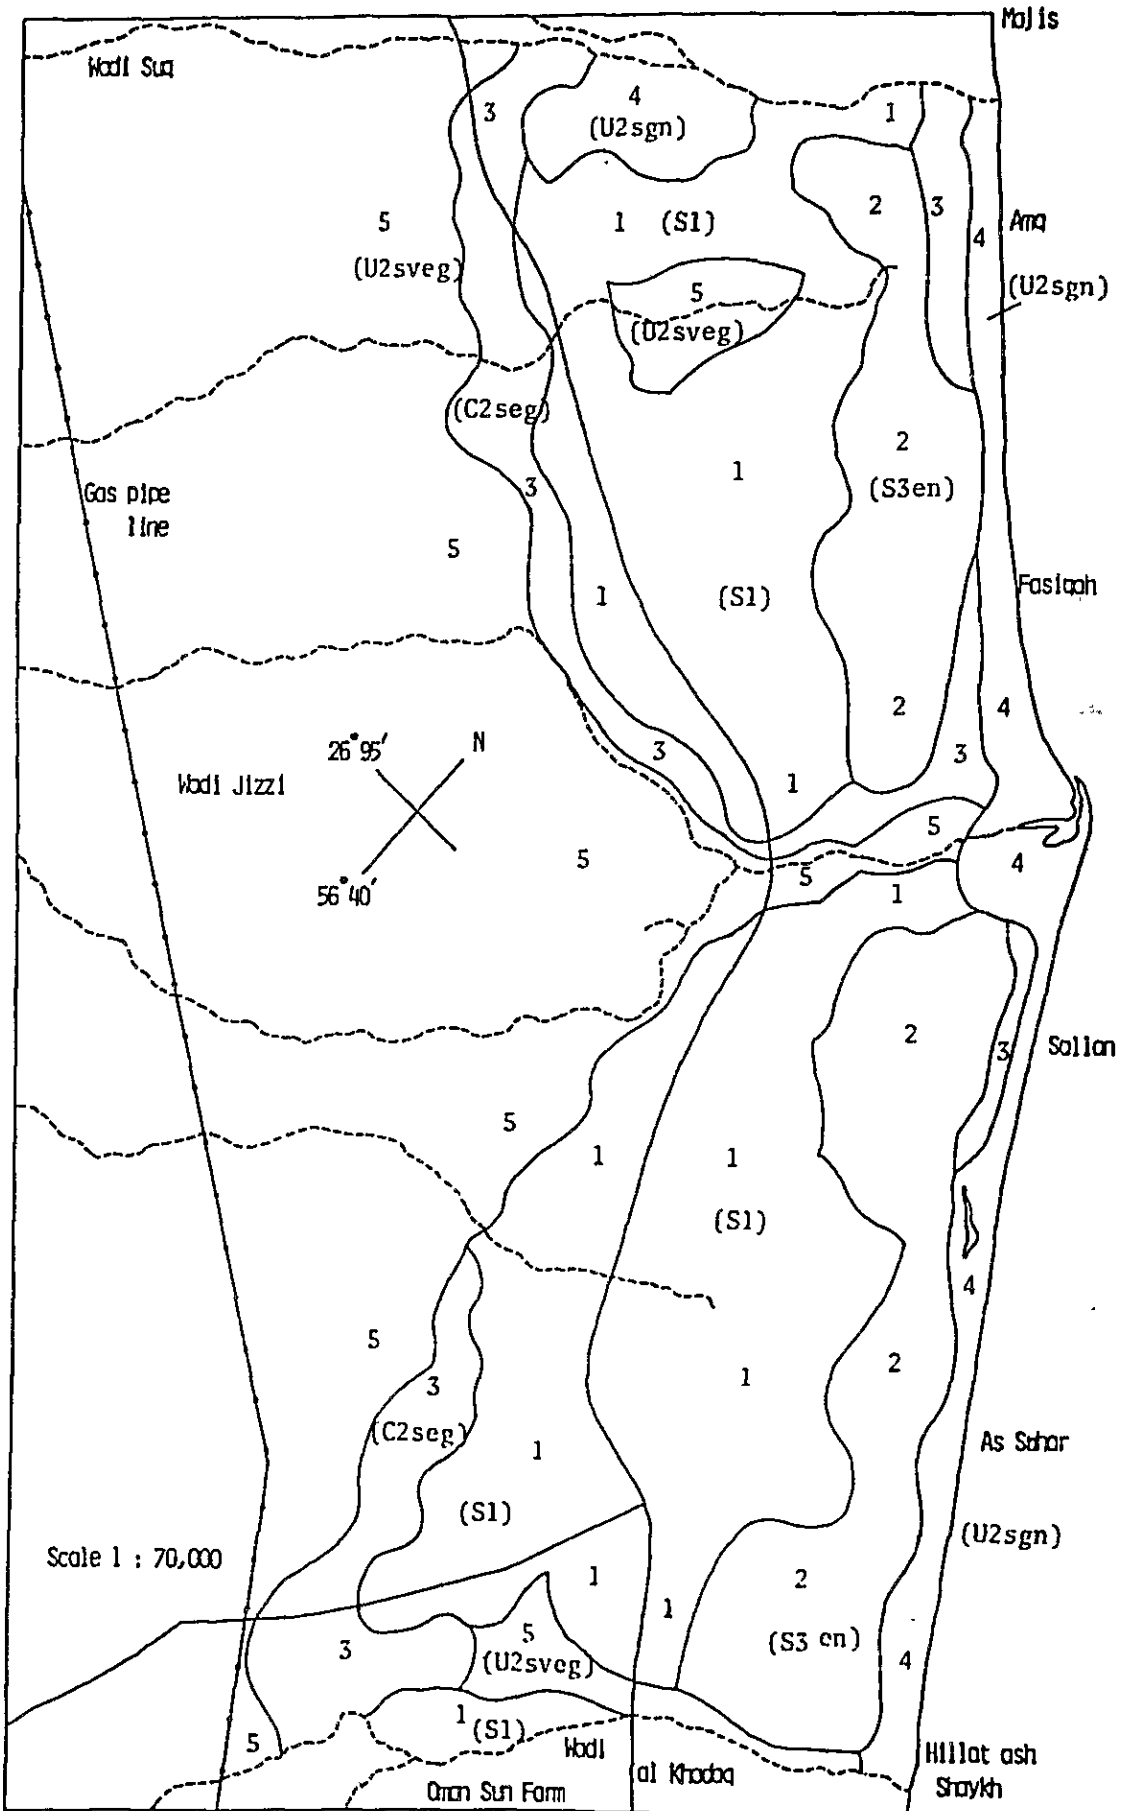 Majis
Wadi Suq
3
4
(U2sgn)
1
5
(U2sveg)
1 (S1)
2
3
4
Amq
(U2sgn)
5
(U2sveg)
(C2seg)
3
Gas pipe
line
5
1
2
(S3en)
1
(S1)
Fasiqah
2
4
3
3
1
26°95'
N
Wadi Jizzi
56°40'
5
5
5
4
1
2
3
Sallan
5
1
1
(S1)
4
5
3
(C2seg)
1
2
1
(S1)
As Sohar
(U2sgn)
Scale 1 : 70,000
1
1
2
(S3 en)
3
5
(U2sveg)
4
1 (S1)
5
Wadi
al Khodaq
Oman Sun Farm
Hillat ash
Shaykh